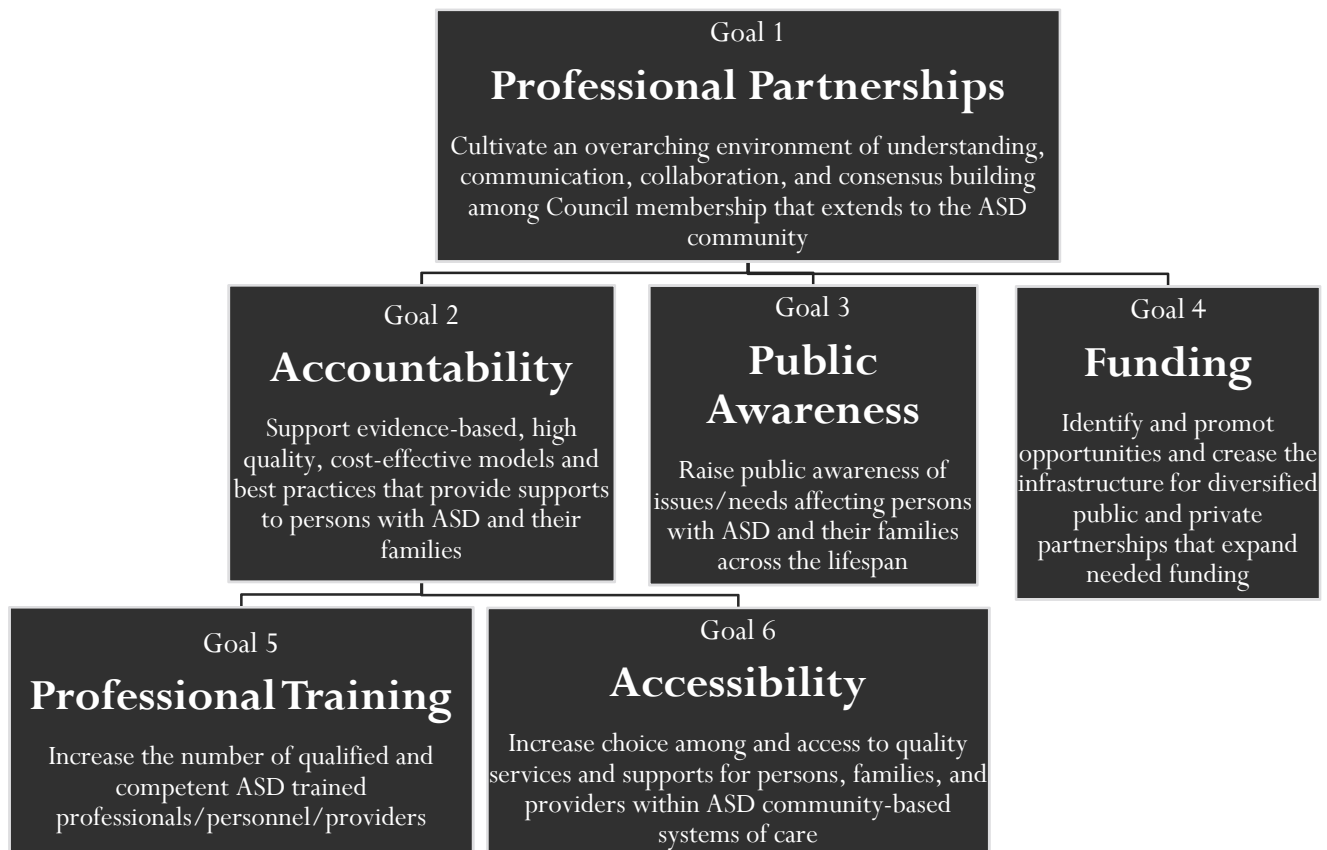 Goal 1
Professional Partnerships
Cultivate an overarching environment of understanding,
communication, collaboration, and consensus building
among Council membership that extends to the ASD
community
Goal 2
Accountability
Support evidence-based, high
quality, cost-effective models and
best practices that provide supports
to persons with ASD and their
families
Goal 3
Public
Awareness
Raise public awareness of
issues/needs affecting persons
with ASD and their families
across the lifespan
Goal 4
Funding
Identify and promot
opportunities and crease the
infrastructure for diversified
public and private
partnerships that expand
needed funding
Goal 5
Professional Training
Increase the number of qualified and
competent ASD trained
professionals/personnel/providers
Goal 6
Accessibility
Increase choice among and access to quality
services and supports for persons, families, and
providers within ASD community-based
systems of care